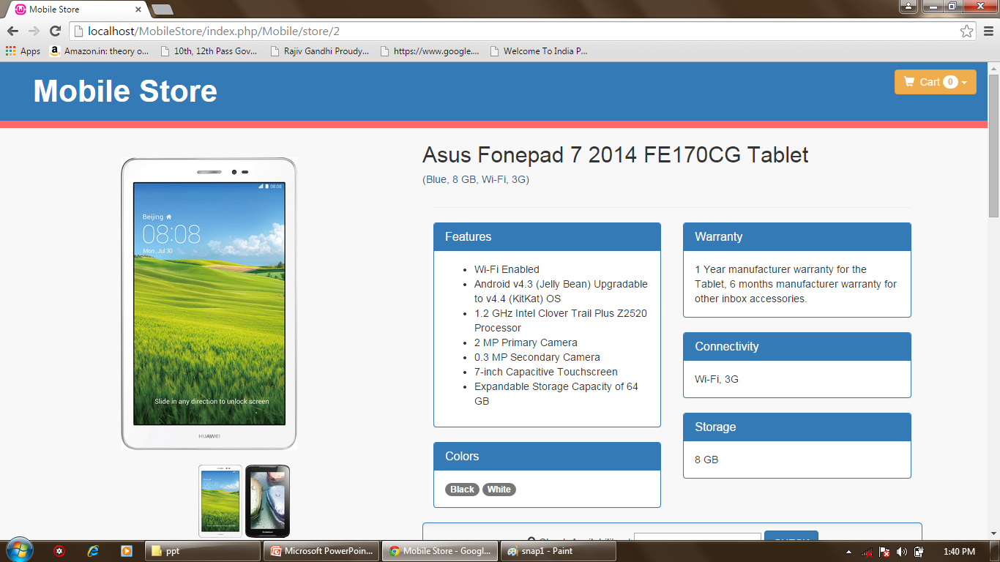 Mobile Store
localhost/MobileStore/index.php/Mobile/store/2
Apps Amazon.in: theory o... 10th, 12th Pass Gov... Rajiv Gandhi Proudy... https://www.google.... Welcome To India P...
Mobile Store
Cart 0
Asus Fonepad 7 2014 FE170CG Tablet
(Blue, 8 GB, Wi-Fi, 3G)
08:08
Beijing
08:08
Mon, Jul 30
Slide in any direction to unlock screen
HUAWEI
Features
Wi-Fi Enabled
Android v4.3 (Jelly Bean) Upgradable
to v4.4 (KitKat) OS
1.2 GHz Intel Clover Trail Plus Z2520
Processor
2 MP Primary Camera
0.3 MP Secondary Camera
7-inch Capacitive Touchscreen
Expandable Storage Capacity of 64
GB
Colors
Black White
Warranty
1 Year manufacturer warranty for the
Tablet, 6 months manufacturer warranty for
other inbox accessories.
Connectivity
Wi-Fi, 3G
Storage
8 GB
08:08
ppt Microsoft PowerPoin... Mobile Store - Googl... snap1 - Paint 1:40 PM